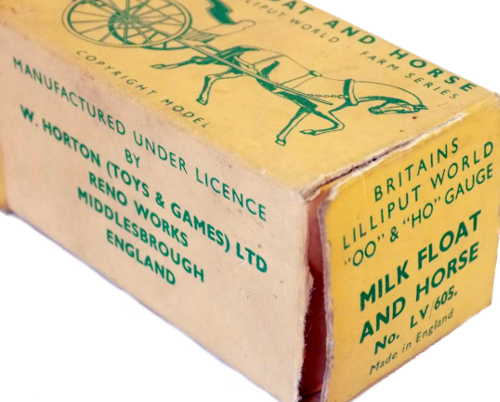 FLOAT AND HORSE
LILLIPUT WORLD · FARM SERIES
COPYRIGHT MODEL
MANUFACTURED UNDER LICENCE
BY
W. HORTON (TOYS & GAMES) LTD
RENO WORKS
MIDDLESBROUGH
ENGLAND
BRITAINS
LILLIPUT WORLD
"OO" & "HO" GAUGE
MILK FLOAT
AND HORSE
No. LV/605.
Made in England